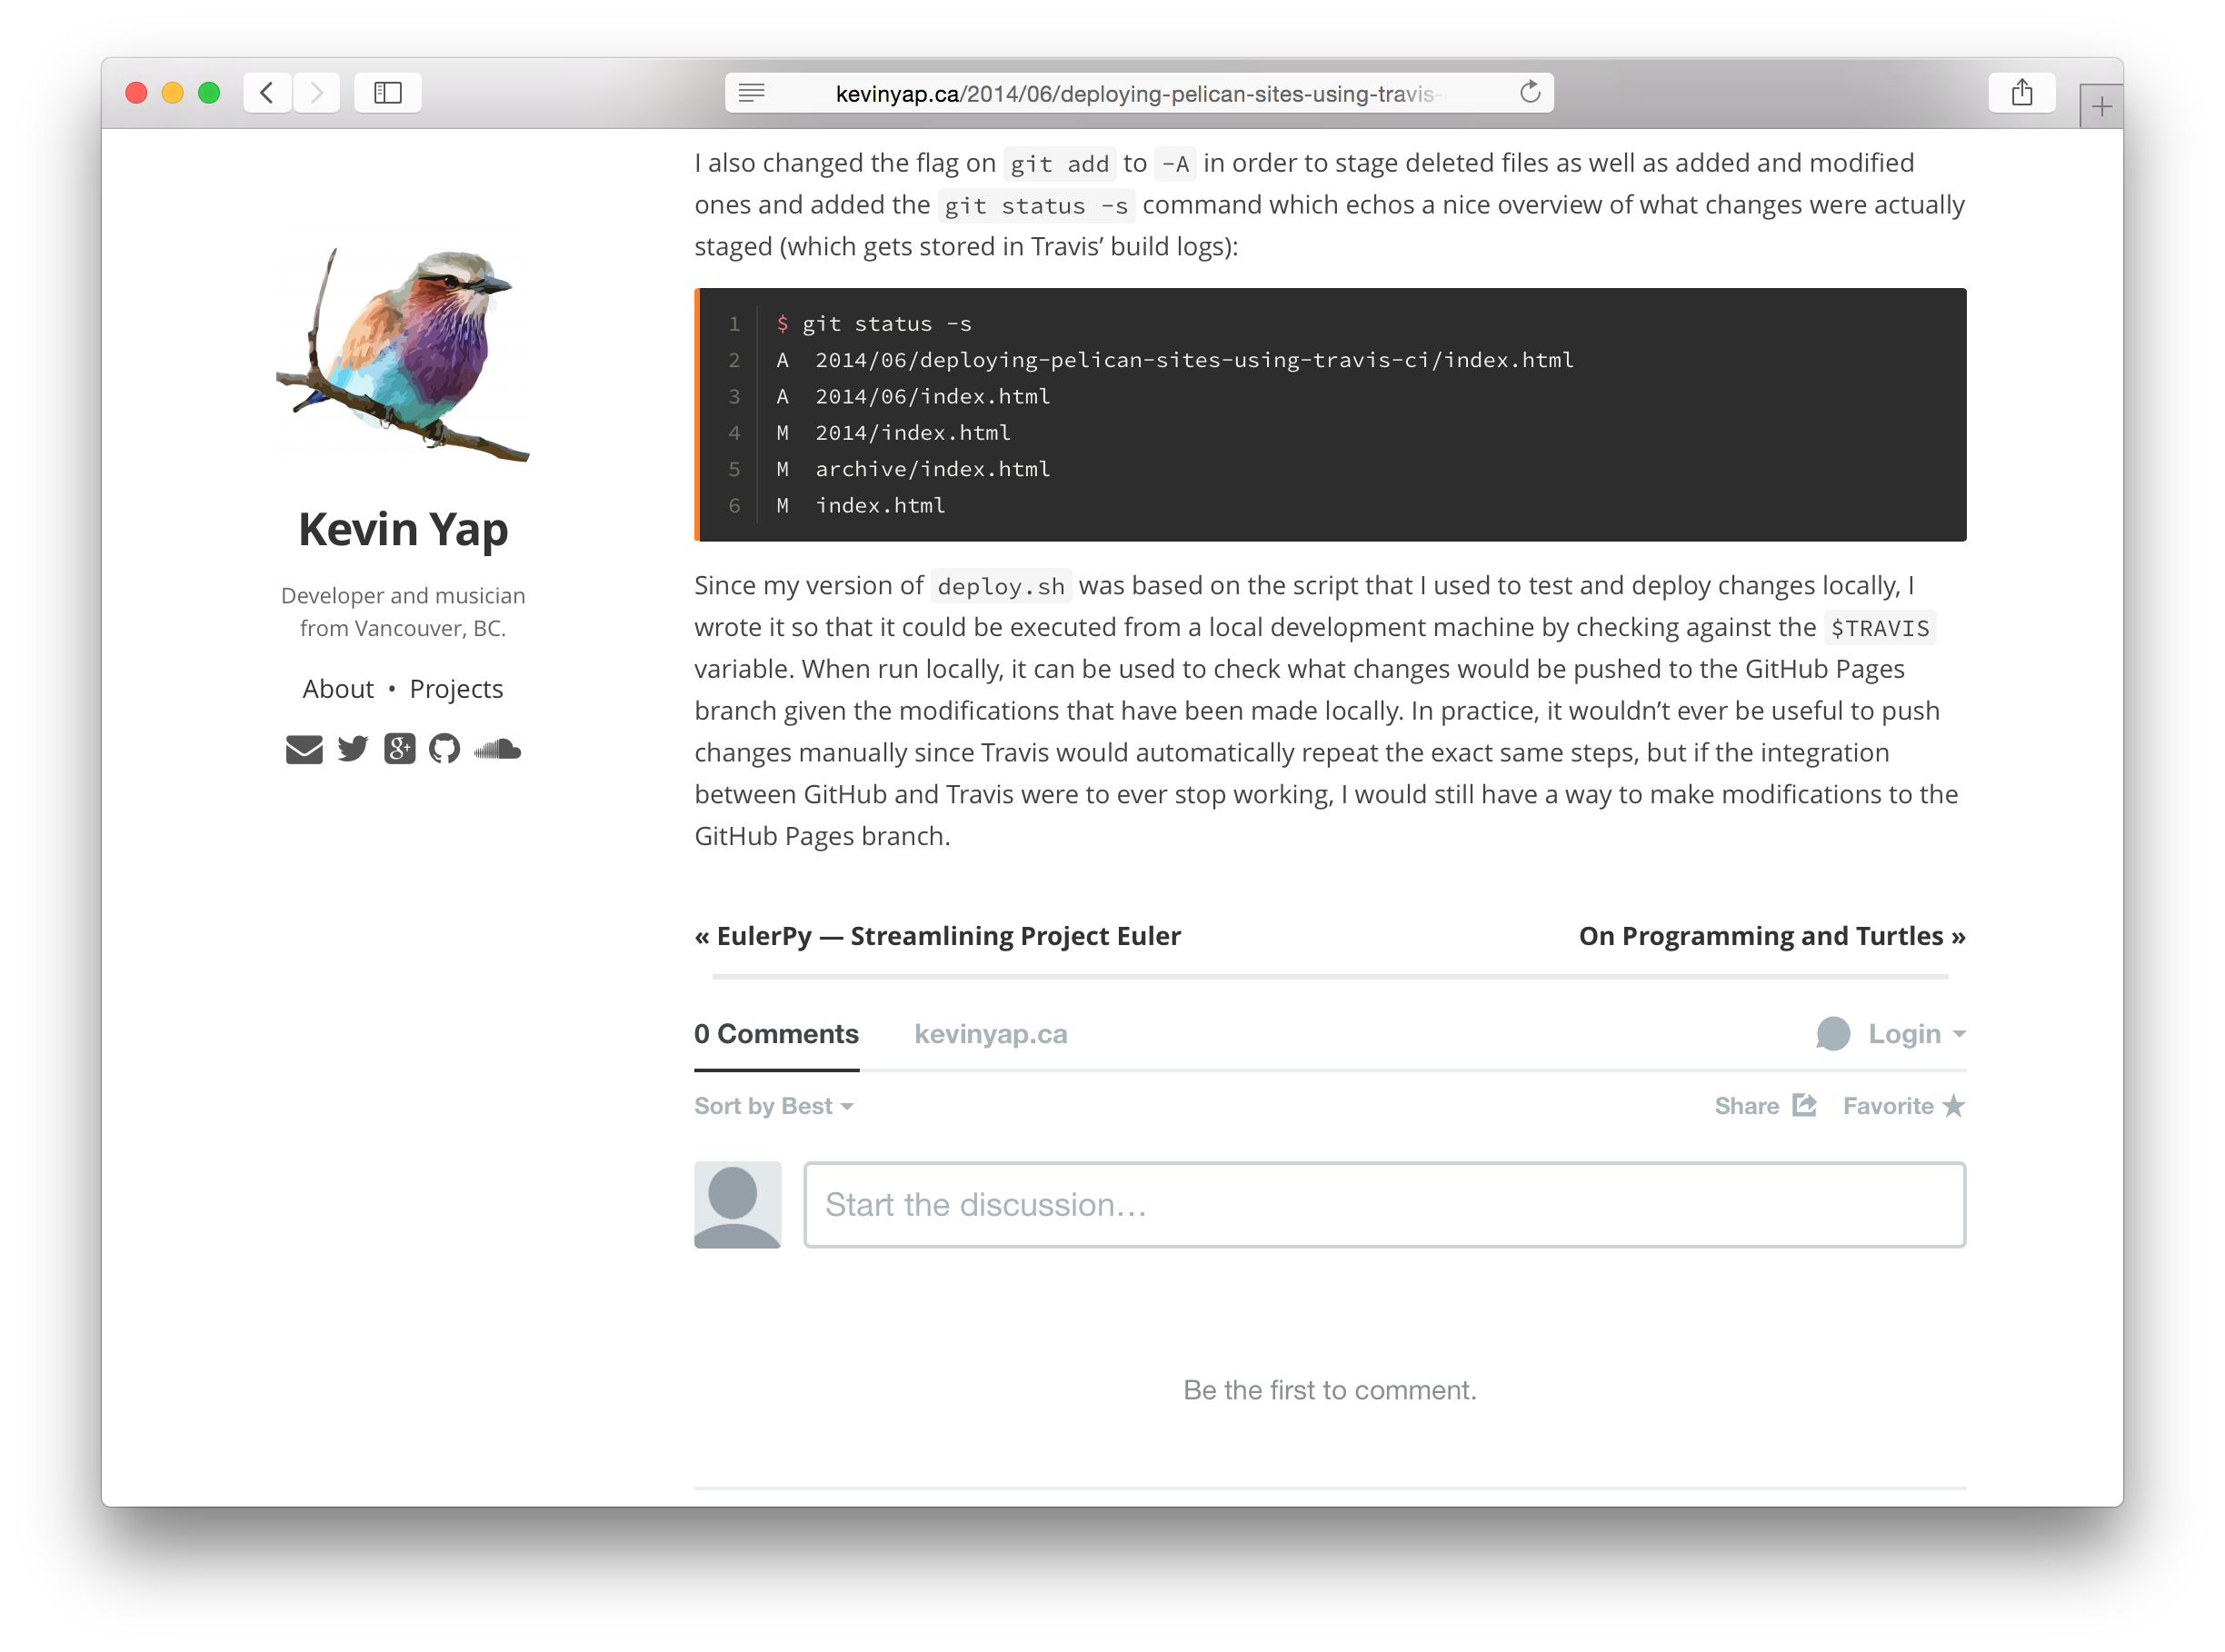 kevinyap.ca/2014/06/deploying-pelican-sites-using-travis-
Kevin Yap
Developer and musician
from Vancouver, BC.
About • Projects
I also changed the flag on git add to -A in order to stage deleted files as well as added and modified
ones and added the git status -s command which echos a nice overview of what changes were actually
staged (which gets stored in Travis’ build logs):
1 $ git status -s
2 A  2014/06/deploying-pelican-sites-using-travis-ci/index.html
3 A  2014/06/index.html
4 M  2014/index.html
5 M  archive/index.html
6 M  index.html
Since my version of deploy.sh was based on the script that I used to test and deploy changes locally, I
wrote it so that it could be executed from a local development machine by checking against the $TRAVIS
variable. When run locally, it can be used to check what changes would be pushed to the GitHub Pages
branch given the modifications that have been made locally. In practice, it wouldn’t ever be useful to push
changes manually since Travis would automatically repeat the exact same steps, but if the integration
between GitHub and Travis were to ever stop working, I would still have a way to make modifications to the
GitHub Pages branch.
« EulerPy — Streamlining Project Euler
On Programming and Turtles »
0 Comments kevinyap.ca Login
Sort by Best Share Favorite
Start the discussion…
Be the first to comment.